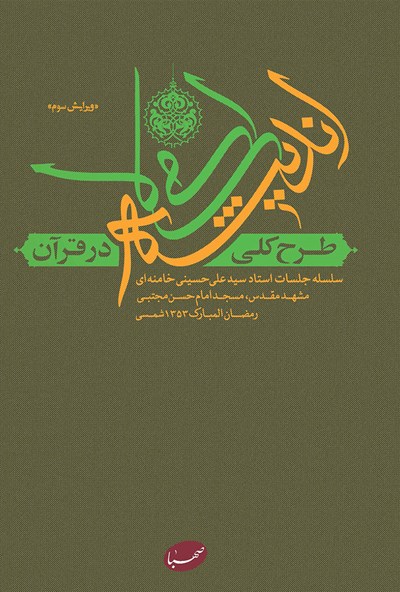 «ویرایش سوم»
طرح کلی
اندیشه اسلامی
در قرآن
سلسله جلسات استاد سید علی حسینی خامنه‌ای
مشهد مقدس، مسجد امام حسن مجتبی
رمضان المبارک ۱۳۵۳ شمسی
صهبا